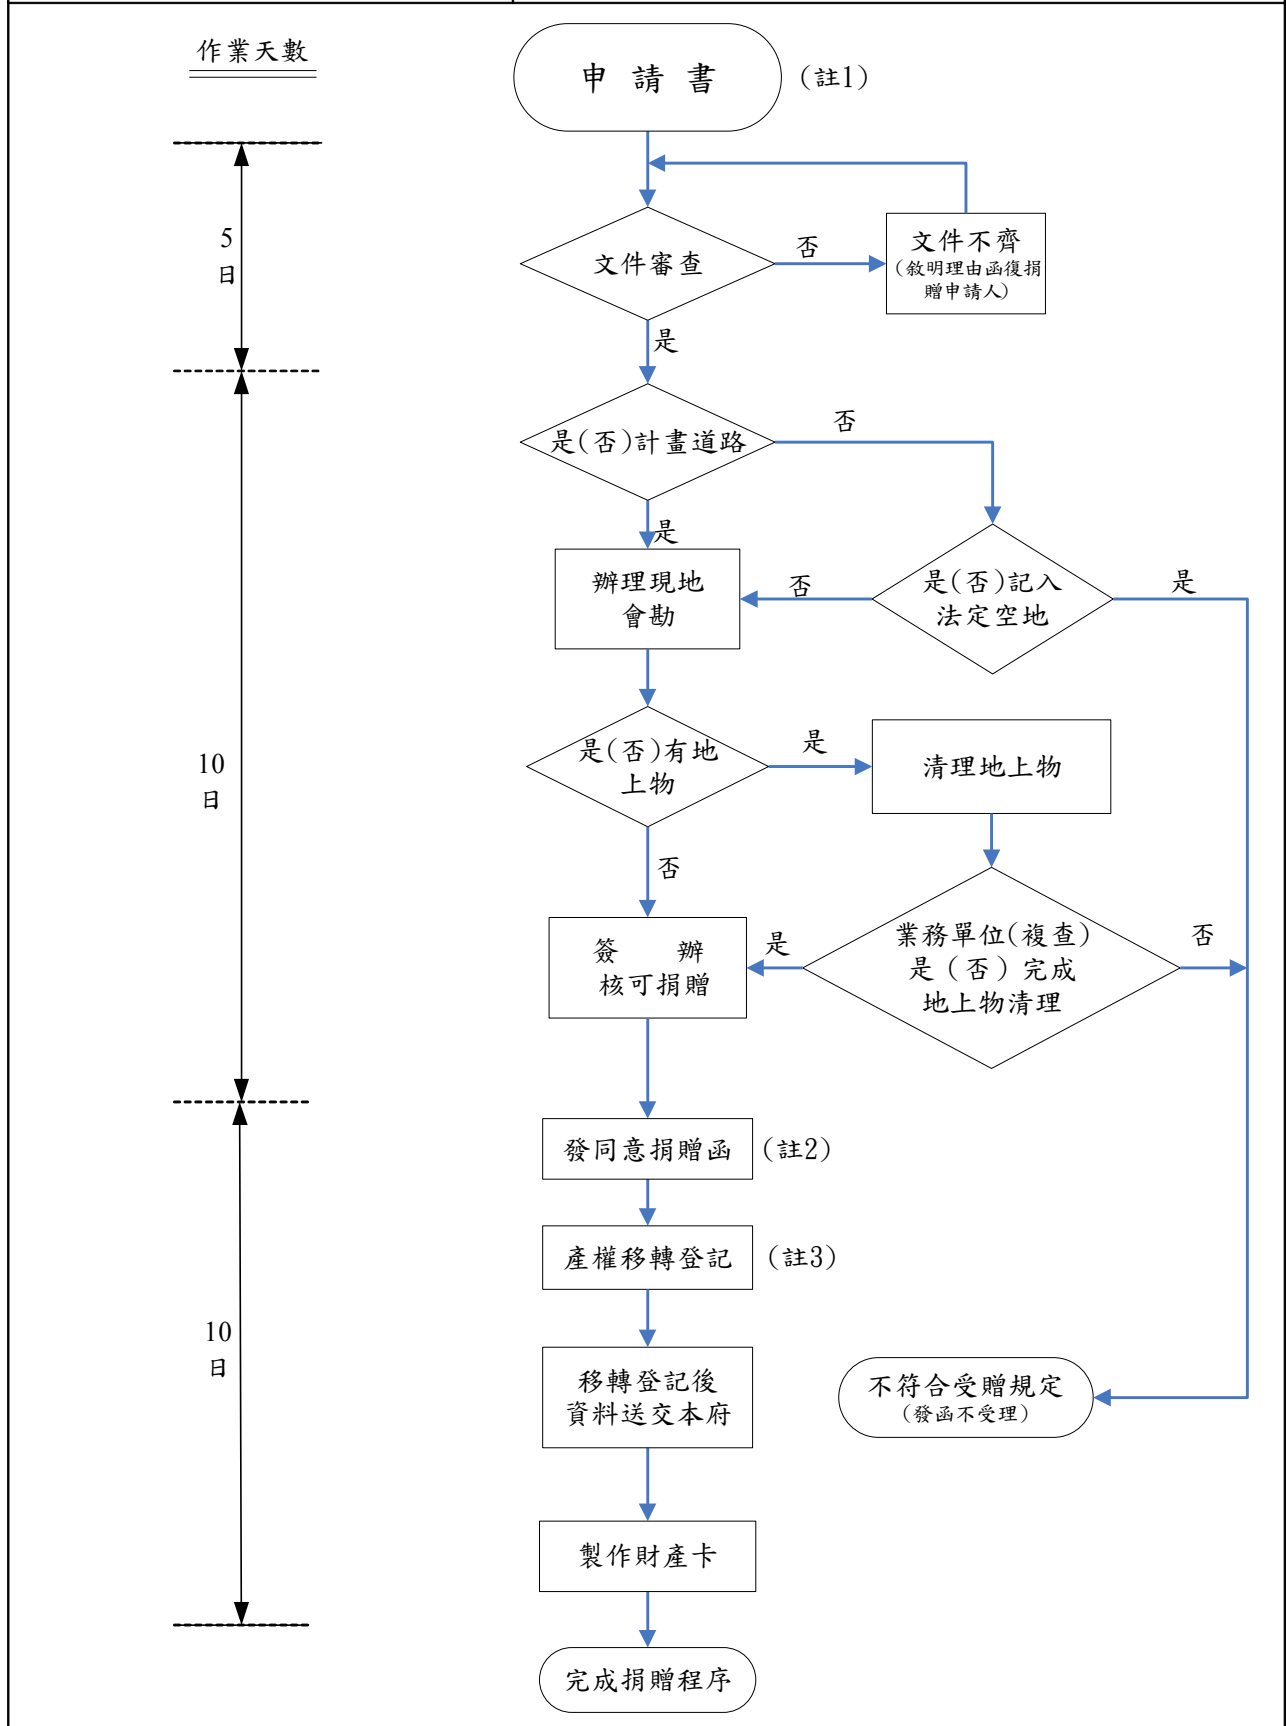 作業天數
申 請 書
(註1)
5
日
文件審查
否
文件不齊
(敘明理由函復捐
贈申請人)
是
是(否)計畫道路
否
是
辦理現地
會勘
否
是(否)記入
法定空地
是
10
日
是(否)有地
上物
是
清理地上物
否
簽 辦
核可捐贈
是
業務單位(複查)
是(否)完成
地上物清理
否
發同意捐贈函
(註2)
產權移轉登記
(註3)
10
日
移轉登記後
資料送交本府
不符合受贈規定
(發函不受理)
製作財產卡
完成捐贈程序